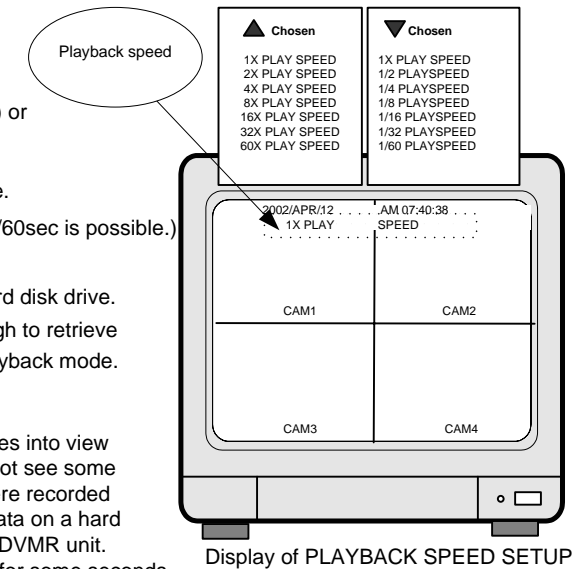 Playback speed
▲ Chosen
1X PLAY SPEED
2X PLAY SPEED
4X PLAY SPEED
8X PLAY SPEED
16X PLAY SPEED
32X PLAY SPEED
60X PLAY SPEED
▼ Chosen
1X PLAY SPEED
1/2 PLAYSPEED
1/4 PLAYSPEED
1/8 PLAYSPEED
1/16 PLAYSPEED
1/32 PLAYSPEED
1/60 PLAYSPEED
or
e.
/60sec is possible.)
rd disk drive.
gh to retrieve
yback mode.
es into view
ot see some
re recorded
ata on a hard
DVMR unit.
for some seconds
2002/APR/12 AM 07:40:38
1X PLAY SPEED
CAM1 CAM2
CAM3 CAM4
Display of PLAYBACK SPEED SETUP